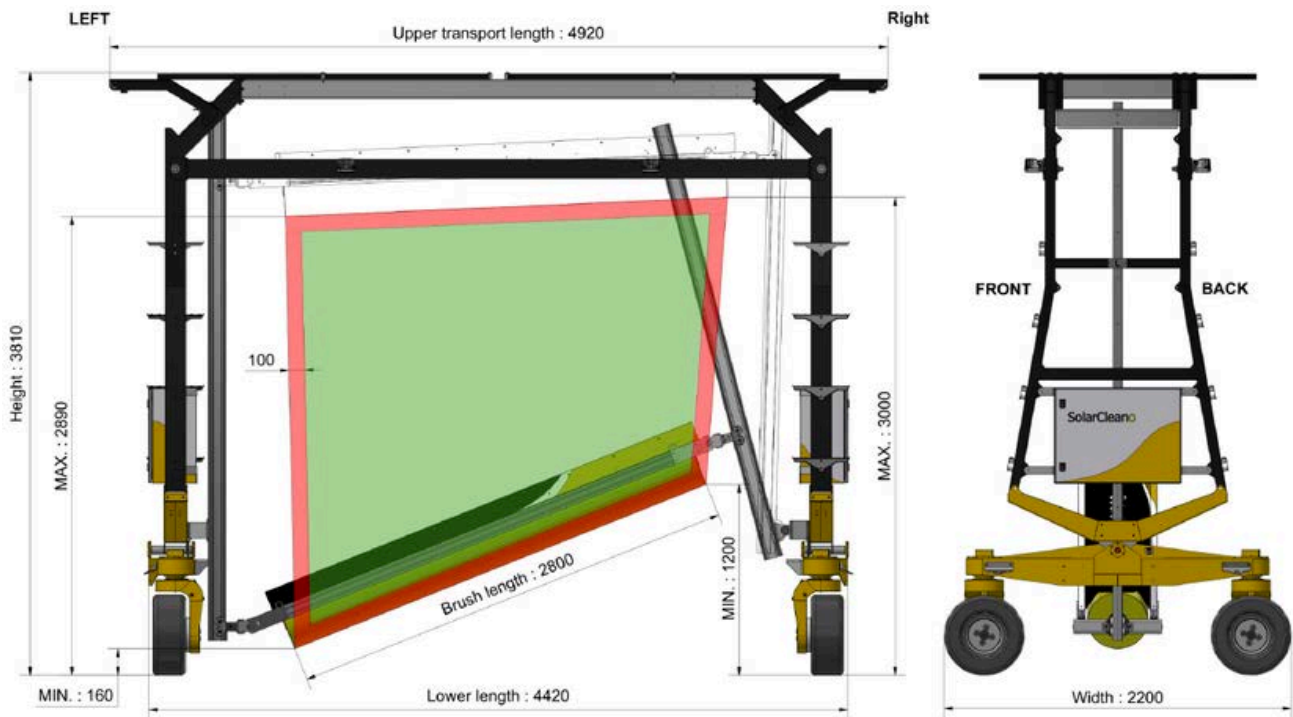 LEFT
Right
Upper transport length : 4920
Height : 3810
MAX. : 2890
100
MAX. : 3000
FRONT
BACK
SolarCleano
Brush length : 2800
MIN. : 1200
MIN. : 160
Lower length : 4420
Width : 2200